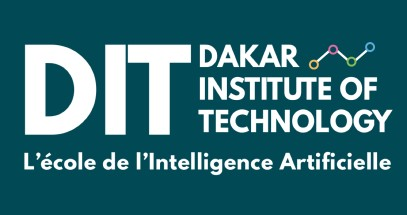 DIT
DAKAR
INSTITUTE OF
TECHNOLOGY
L'école de l'Intelligence Artificielle